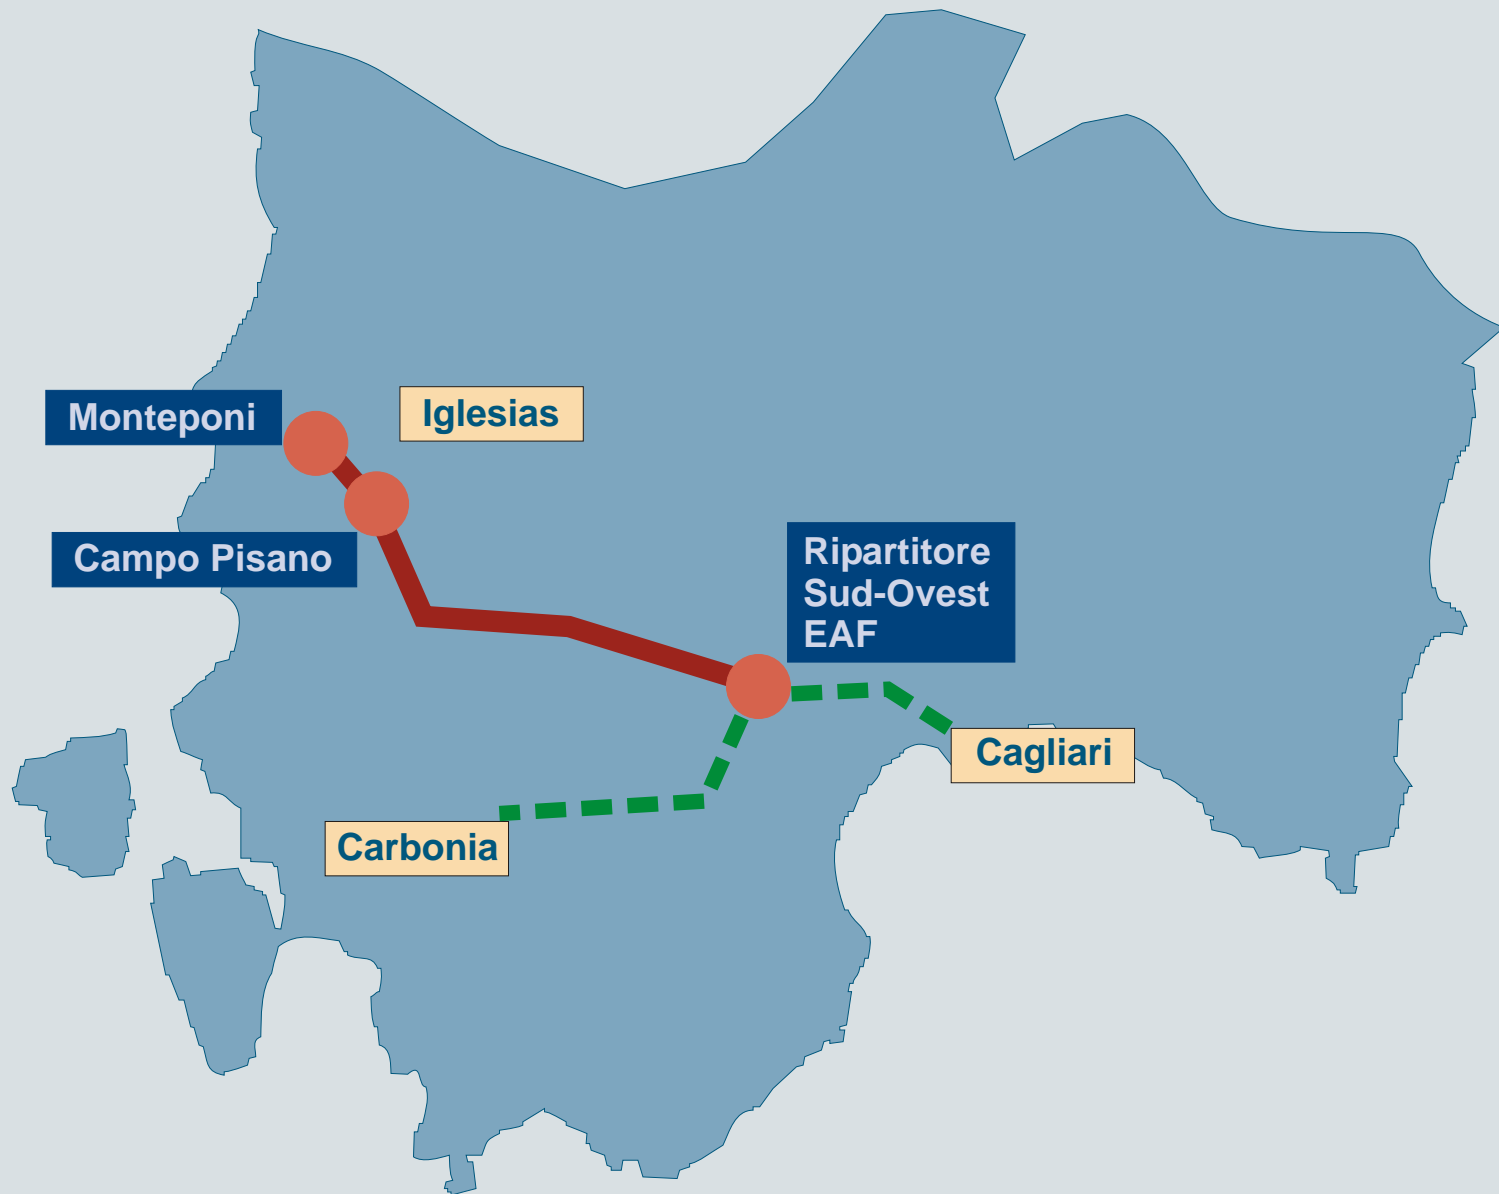 Monteponi
Iglesias
Campo Pisano
Ripartitore
Sud-Ovest
EAF
Cagliari
Carbonia